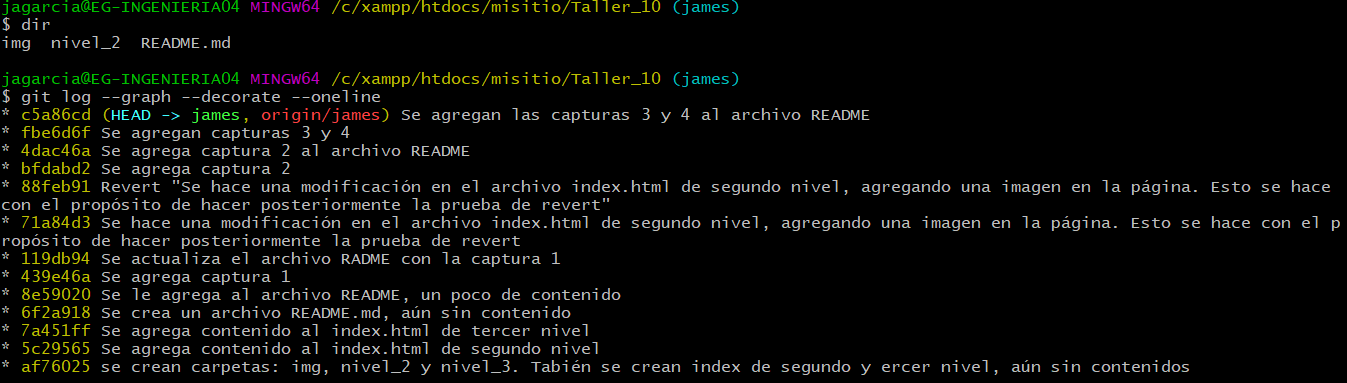 jagarcia@EG-INGENIERIA04 MINGW64 /c/xampp/htdocs/misitio/Taller_10 (james)
$ dir
img  nivel_2  README.md
jagarcia@EG-INGENIERIA04 MINGW64 /c/xampp/htdocs/misitio/Taller_10 (james)
$ git log --graph --decorate --oneline
* c5a86cd (HEAD -> james, origin/james) Se agregan las capturas 3 y 4 al archivo README
* fbe6d6f Se agregan capturas 3 y 4
* 4dac46a Se agrega captura 2 al archivo README
* bfdabd2 Se agrega captura 2
* 88feb91 Revert "Se hace una modificación en el archivo index.html de segundo nivel, agregando una imagen en la página. Esto se hace
con el propósito de hacer posteriormente la prueba de revert"
* 71a84d3 Se hace una modificación en el archivo index.html de segundo nivel, agregando una imagen en la página. Esto se hace con el p
ropósito de hacer posteriormente la prueba de revert
* 119db94 Se actualiza el archivo RADME con la captura 1
* 439e46a Se agrega captura 1
* 8e59020 Se le agrega al archivo README, un poco de contenido
* 6f2a918 Se crea un archivo README.md, aún sin contenido
* 7a451ff Se agrega contenido al index.html de tercer nivel
* 5c29565 Se agrega contenido al index.html de segundo nivel
* af76025 se crean carpetas: img, nivel_2 y nivel_3. Tabién se crean index de segundo y ercer nivel, aún sin contenidos